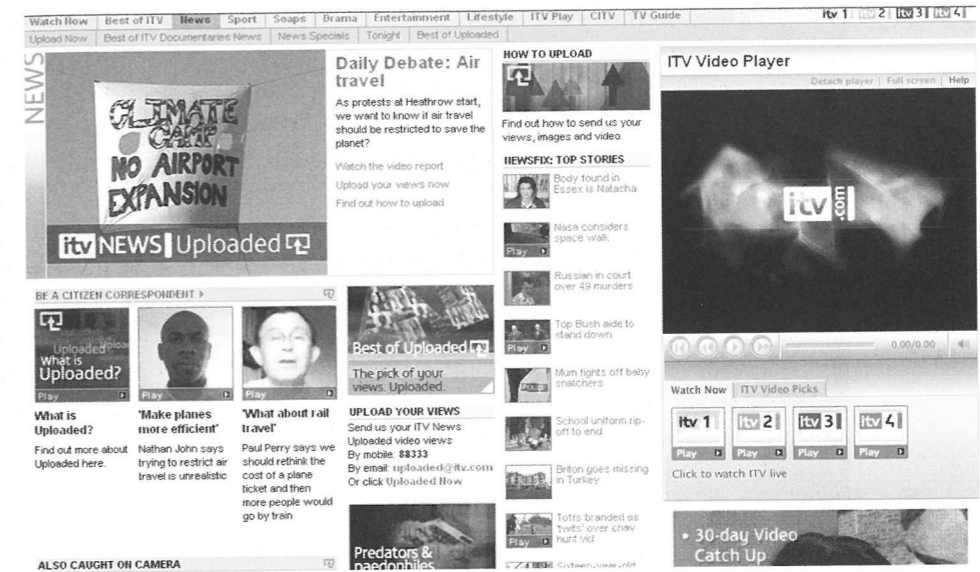 Watch Now Best of ITV News Sport Soaps Drama Entertainment Lifestyle ITV Play CITV TV Guide
itv 1 itv 2 itv 3 itv 4
Upload Now Best of ITV Documentaries News News Specials Tonight Best of Uploaded
NEWS
CLIMATE
CAMP
NO AIRPORT
EXPANSION
itv NEWS Uploaded
Daily Debate: Air
travel
As protests at Heathrow start,
we want to know if air travel
should be restricted to save the
planet?
Watch the video report
Upload your views now
Find out how to upload
BE A CITIZEN CORRESPONDENT
Uploaded
What is
Uploaded?
Play
Play
Play
What is
Uploaded?
Find out more about
Uploaded here.
'Make planes
more efficient'
Nathan John says
trying to restrict air
travel is unrealistic
'What about rail
travel'
Paul Perry says we
should rethink the
cost of a plane
ticket and then
more people would
go by train
ALSO CAUGHT ON CAMERA
Best of Uploaded
The pick of your
views. Uploaded.
UPLOAD YOUR VIEWS
Send us your ITV News
Uploaded video views
By mobile: 88333
By email: uploaded@itv.com
Or click Uploaded Now
Predators &
paedophiles
HOW TO UPLOAD
Find out how to send us your
views, images and video
NEWSFIX: TOP STORIES
Body found in
Essex is Natacha
Nasa considers
space walk
Play
Russian in court
over 49 murders
Top Bush aide to
stand down
Play
Mum fights off baby
snatchers
School uniform rip-
off to end
Briton goes missing
in Turkey
Totts branded as
'twits' over chav
hunt vid
Play
Sixteen-year-old
ITV Video Player
Detach player Full screen Help
itv.com
0.00/0.00
Watch Now ITV Video Picks
itv 1 itv 2 itv 3 itv 4
Play Play Play Play
Click to watch ITV live
• 30-day Video
Catch Up